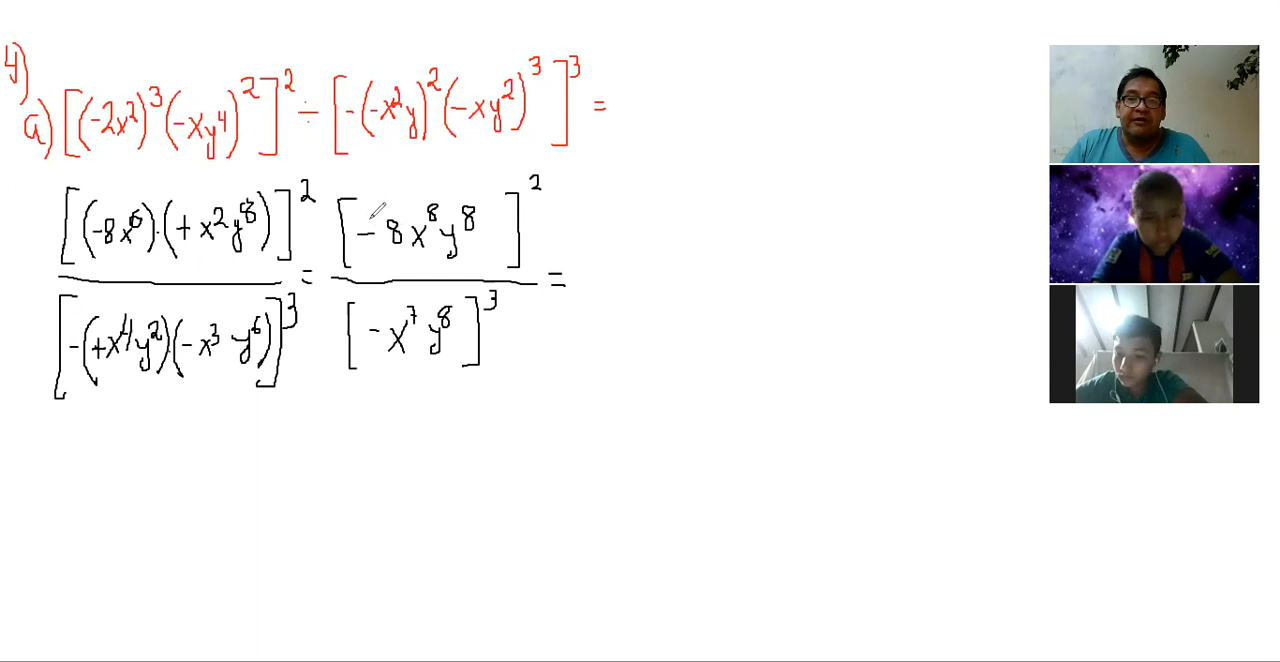 4)
a) [(-2x²)³(-xy⁴)²]² ÷ [-(-x²y)²(-xy²)³]³ =
[(-8x⁶).(+x²y⁸)]² / [-(+x⁴y²).(-x³y⁶)]³ = [-8x⁸y⁸]² / [-x⁷y⁸]³ =